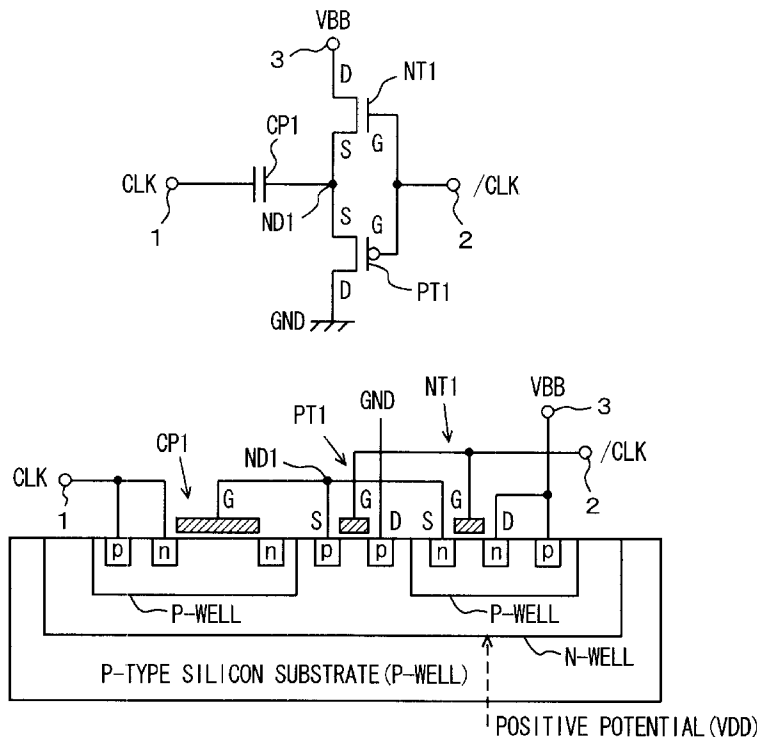 VBB
3
D
NT1
CP1
S
G
CLK
/CLK
ND1
1
2
S
G
D
PT1
GND
VBB
3
NT1
GND
PT1
CP1
ND1
CLK
/CLK
1
2
G
S
G
D
S
G
D
p
n
n
p
p
n
n
p
P-WELL
P-WELL
N-WELL
P-TYPE SILICON SUBSTRATE(P-WELL)
POSITIVE POTENTIAL(VDD)